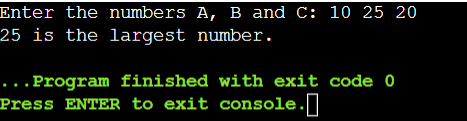 Enter the numbers A, B and C: 10 25 20
25 is the largest number.
...Program finished with exit code 0
Press ENTER to exit console.